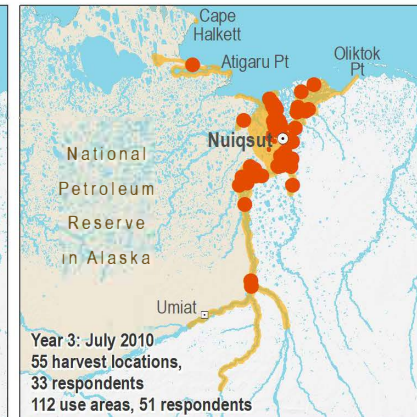 Cape
Halkett
Atigaru Pt
Oliktok
Pt
Nuiqsut
National
Petroleum
Reserve
in Alaska
Umiat
Year 3: July 2010
55 harvest locations,
33 respondents
112 use areas, 51 respondents